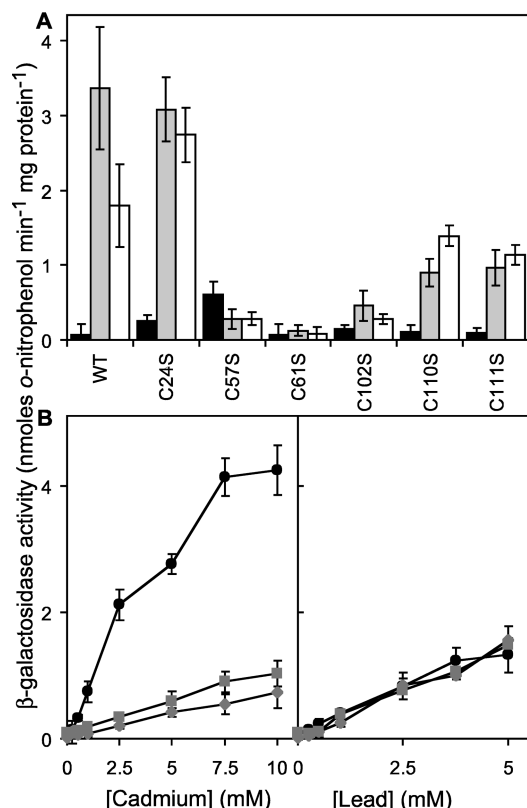 A
β-galactosidase activity (nmoles o-nitrophenol min⁻¹ mg protein⁻¹)
4
3
2
1
0
WT
C24S
C57S
C61S
C102S
C110S
C111S
B
4
2
0
0 2.5 5 7.5 10
2.5 5
[Cadmium] (mM)
[Lead] (mM)